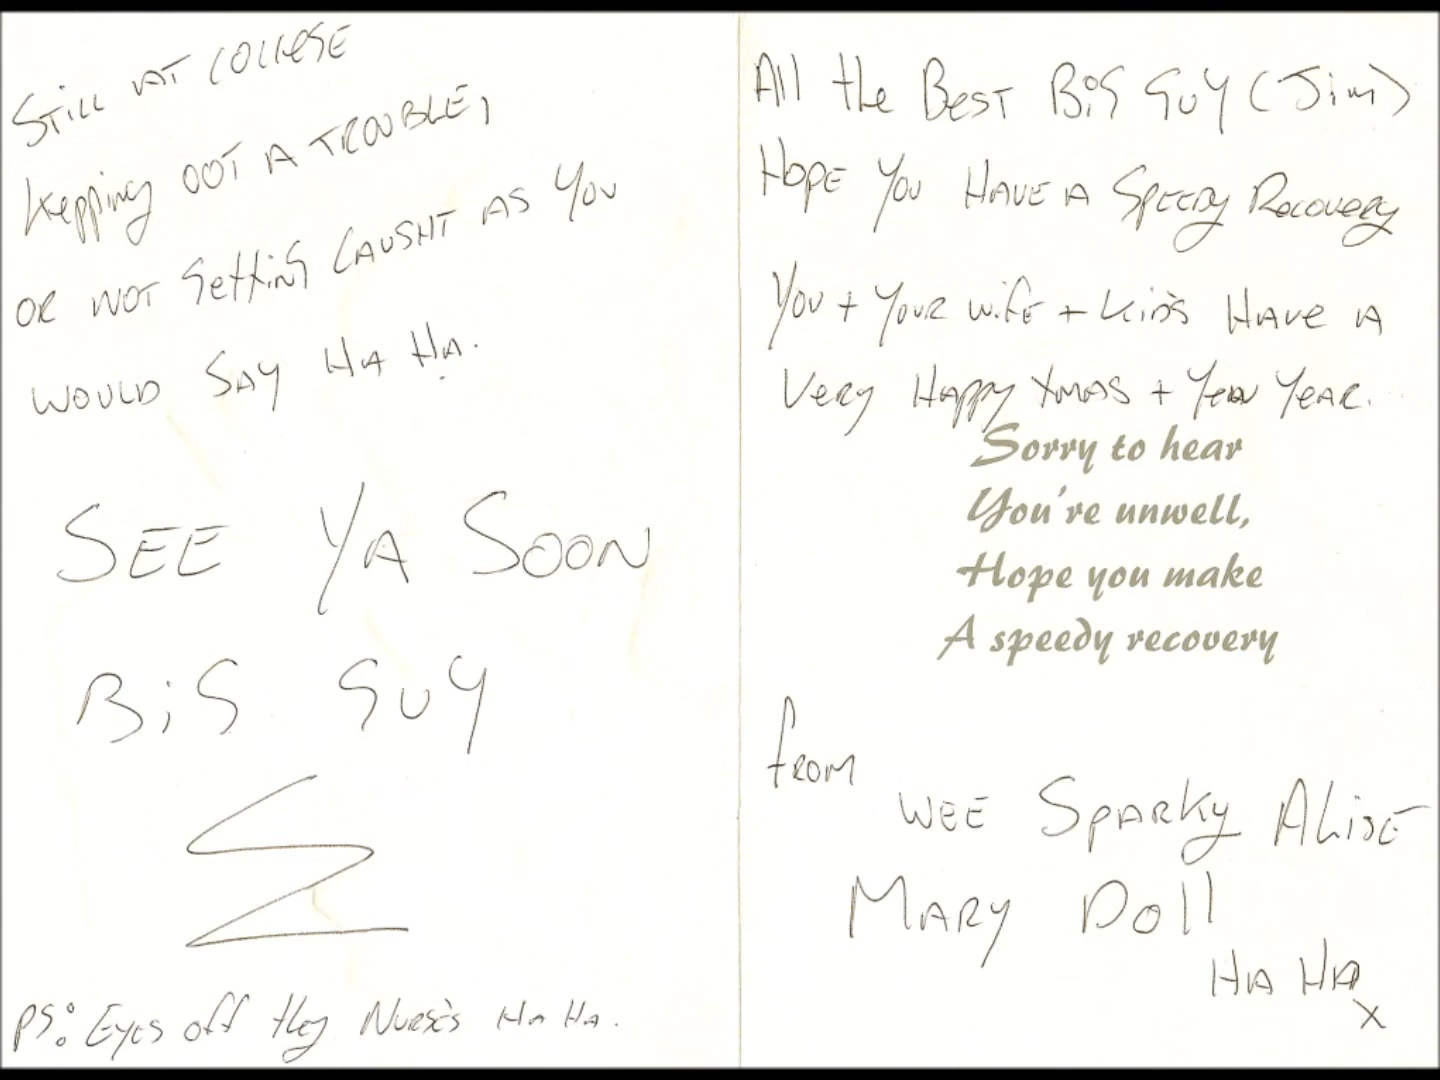 STiLL AT COLLEGE
Kepping OOT A TROUBLE,
OR NOT GettiNG CAUGHT AS YOU
WOULD SAY HA HA.
SEE YA SOON
BiG GUY
PS: Eyes off they Nurse's HA HA.
All the BEST BiG GUY (Jim)
HOPE YOU HAVE A SPEEDY RECOVERY
YOU + YOUR wife + KiDS HAVE A
VERY HAPPY XMAS + YEW YEAR.
Sorry to hear
You're unwell,
Hope you make
A speedy recovery
from
WEE SPARKY
MARY DOll
HA HA
X